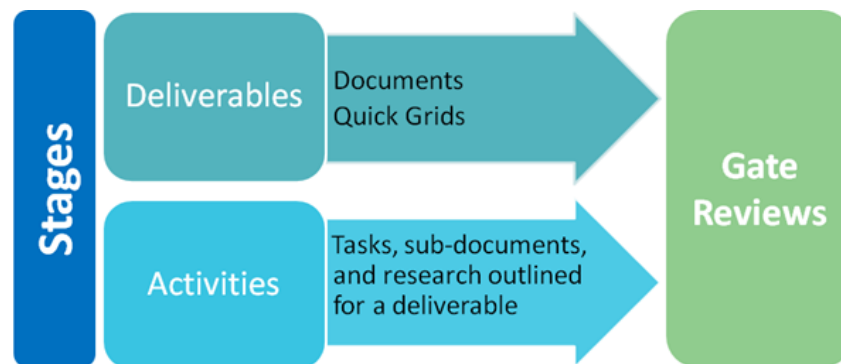 Stages
Deliverables
Documents
Quick Grids
Activities
Tasks, sub-documents,
and research outlined
for a deliverable
Gate
Reviews